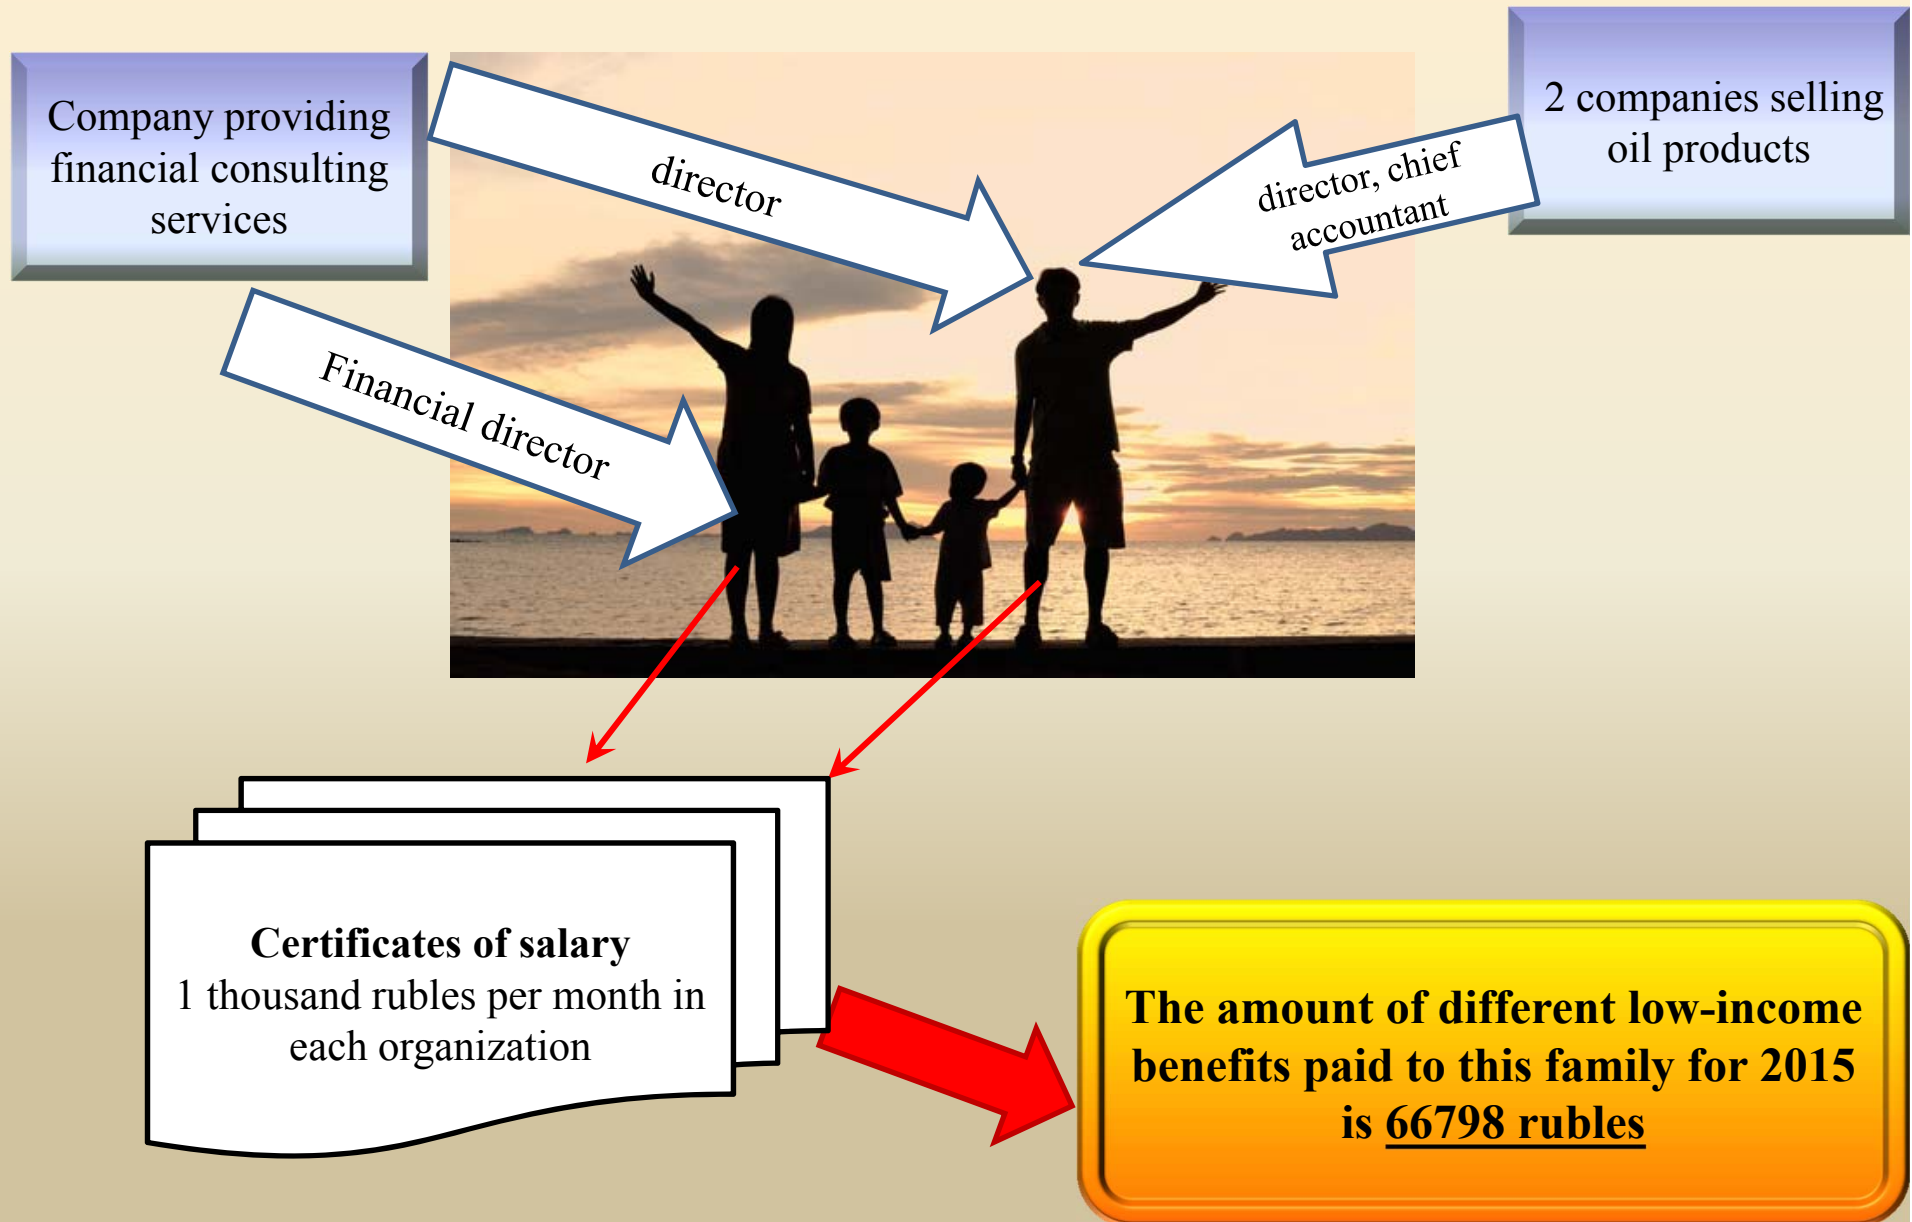 Company providing
financial consulting
services
director
director, chief
accountant
2 companies selling
oil products
Financial director
Certificates of salary
1 thousand rubles per month in
each organization
The amount of different low-income
benefits paid to this family for 2015
is 66798 rubles